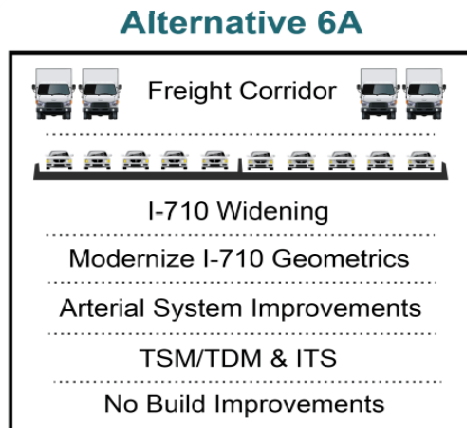 Alternative 6A
Freight Corridor
I-710 Widening
Modernize I-710 Geometrics
Arterial System Improvements
TSM/TDM & ITS
No Build Improvements